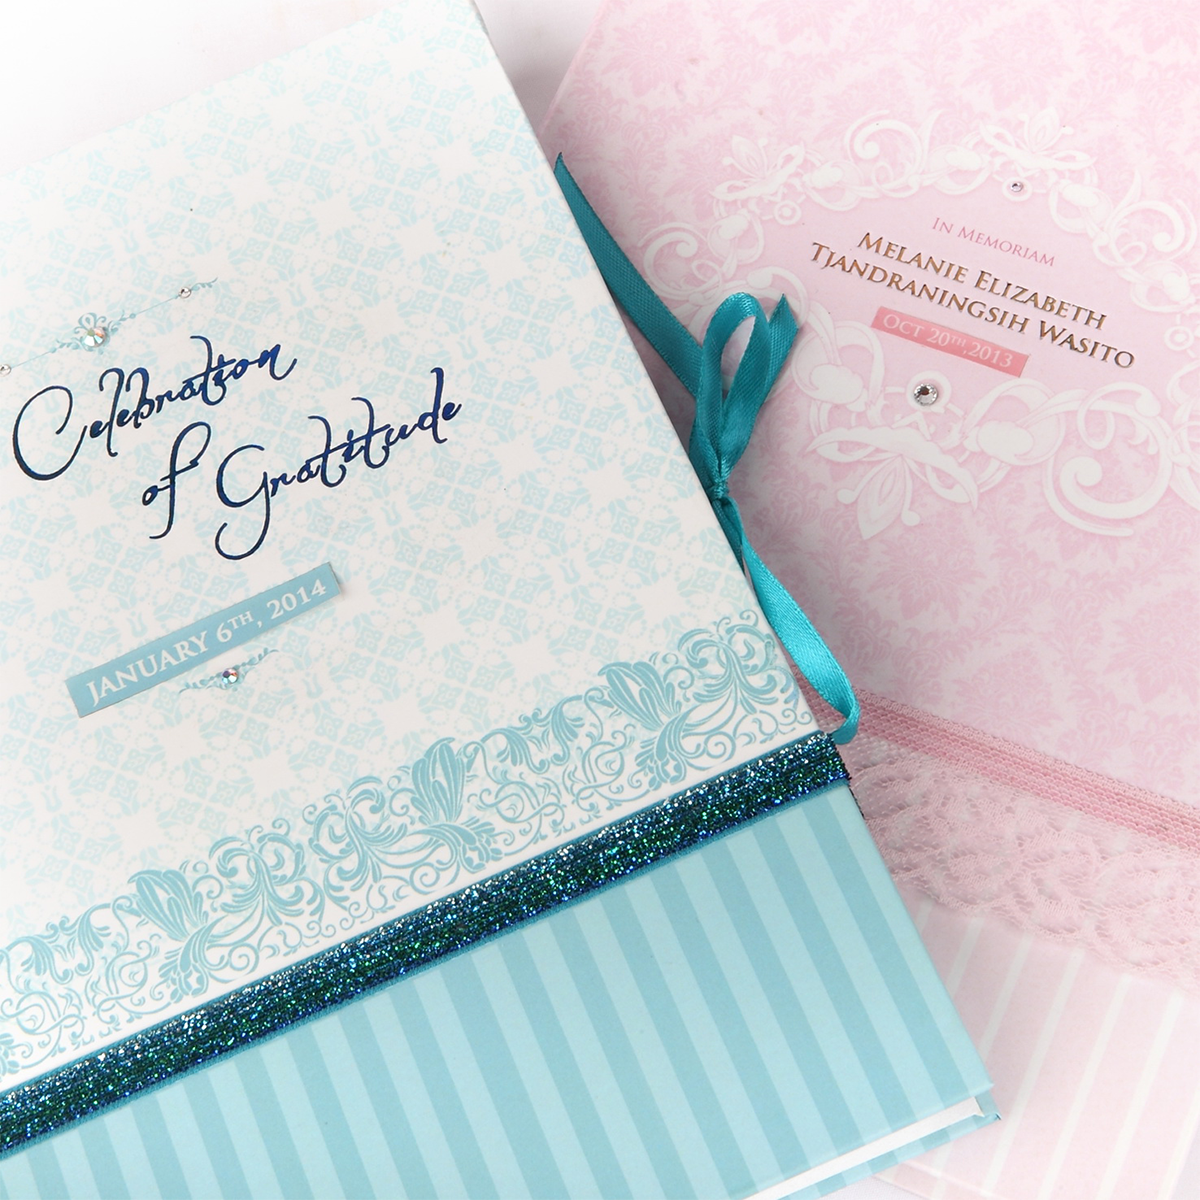 Celebration
of Gratitude
JANUARY 6TH, 2014
IN MEMORIAM
MELANIE ELIZABETH
TJANDRANINGSIH WASITO
OCT 20TH,2013